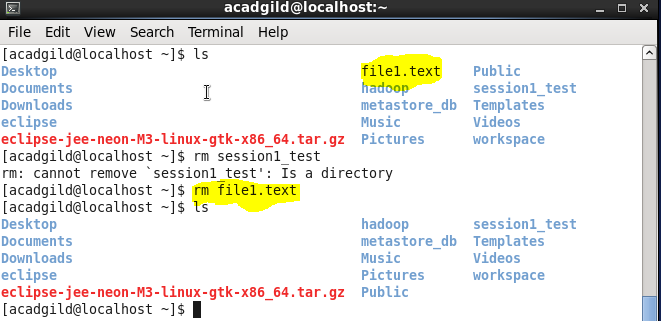 acadgild@localhost:~
File Edit View Search Terminal Help
[acadgild@localhost ~]$ ls
Desktop file1.text Public
Documents hadoop session1_test
Downloads metastore_db Templates
eclipse Music Videos
eclipse-jee-neon-M3-linux-gtk-x86_64.tar.gz Pictures workspace
[acadgild@localhost ~]$ rm session1_test
rm: cannot remove `session1_test': Is a directory
[acadgild@localhost ~]$ rm file1.text
[acadgild@localhost ~]$ ls
Desktop hadoop session1_test
Documents metastore_db Templates
Downloads Music Videos
eclipse Pictures workspace
eclipse-jee-neon-M3-linux-gtk-x86_64.tar.gz Public
[acadgild@localhost ~]$